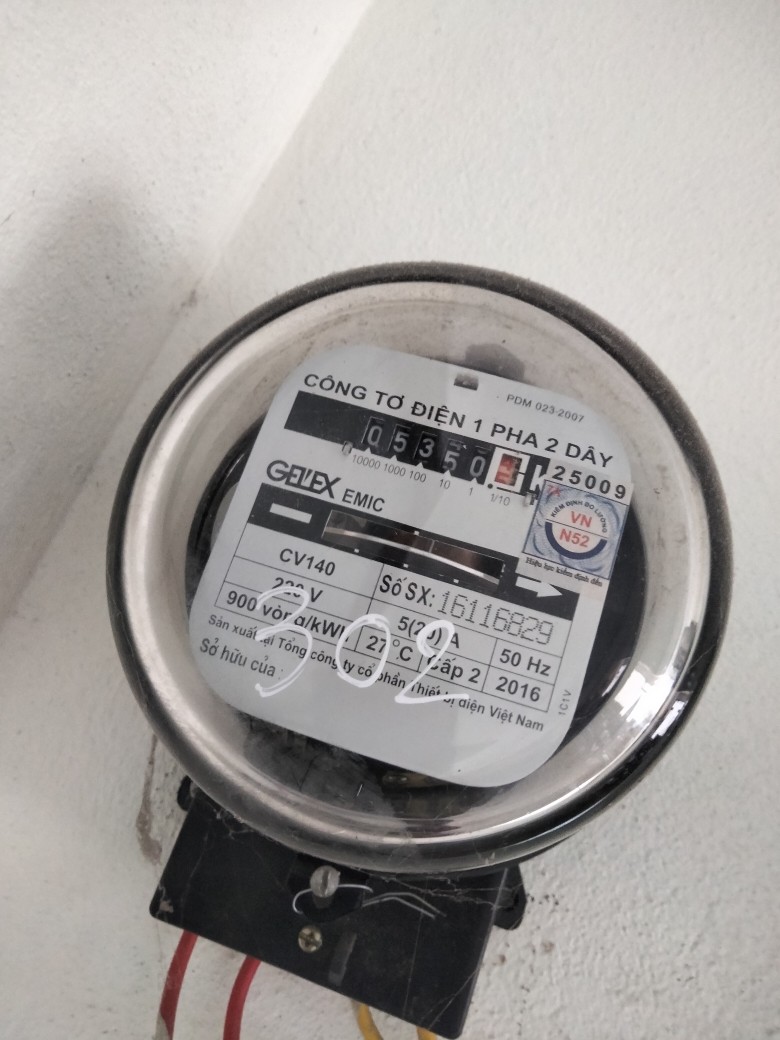 CÔNG TƠ ĐIỆN 1 PHA 2 DÂY
PDM 023-2007
05350
10000 1000 100 10 1 1/10
25009
GELEX EMIC
7X
KIỂM ĐỊNH ĐO LƯỜNG
VN
N52
Hiệu lực kiểm định đến
CV140
Số SX: 16116829
220 V
5(20) A
50 Hz
900 vòng/kWh
27 °C
Cấp 2
2016
Sản xuất tại Tổng công ty cổ phần Thiết bị điện Việt Nam
Sở hữu của
302
1C1V